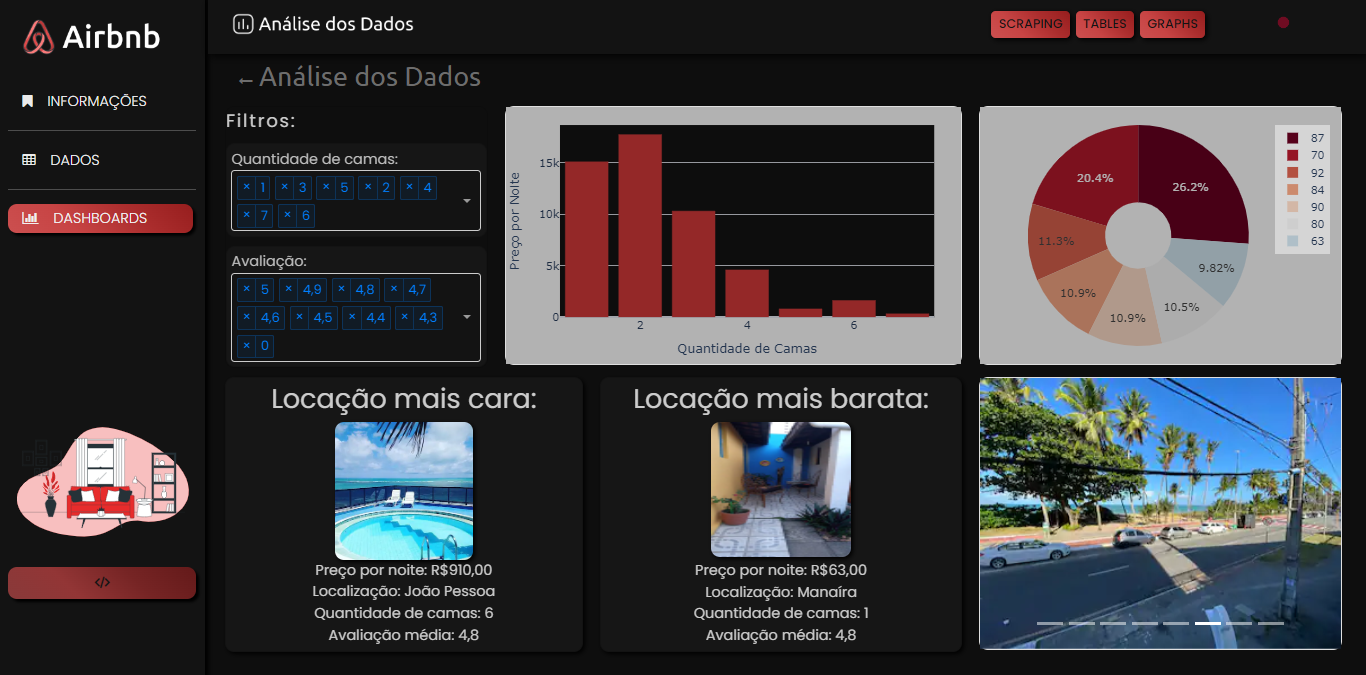 Airbnb
INFORMAÇÕES
DADOS
DASHBOARDS
</>
Análise dos Dados
SCRAPING TABLES GRAPHS
←Análise dos Dados
Filtros:
Quantidade de camas:
× 1 × 3 × 5 × 2 × 4
× 7 × 6
Avaliação:
× 5 × 4,9 × 4,8 × 4,7
× 4,6 × 4,5 × 4,4 × 4,3
× 0
Preço por Noite
15k
10k
5k
0
2 4 6
Quantidade de Camas
26.2%
20.4%
11.3%
10.9%
10.9%
10.5%
9.82%
87
70
92
84
90
80
63
Locação mais cara:
Preço por noite: R$910,00
Localização: João Pessoa
Quantidade de camas: 6
Avaliação média: 4,8
Locação mais barata:
Preço por noite: R$63,00
Localização: Manaíra
Quantidade de camas: 1
Avaliação média: 4,8